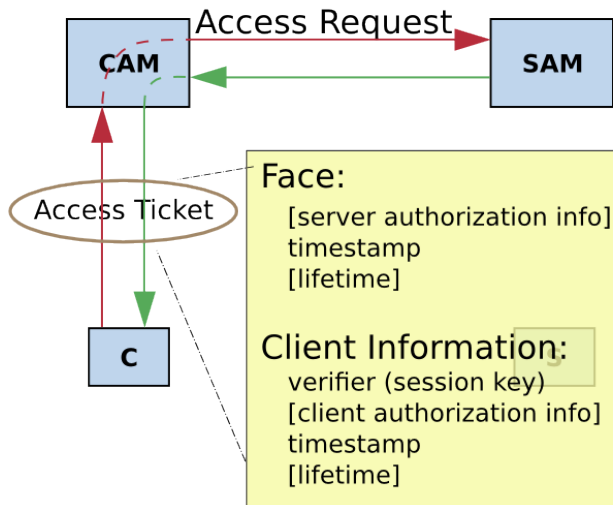 Access Request
CAM
SAM
Access Ticket
Face:
[server authorization info]
timestamp
[lifetime]
C
Client Information:
S
verifier (session key)
[client authorization info]
timestamp
[lifetime]